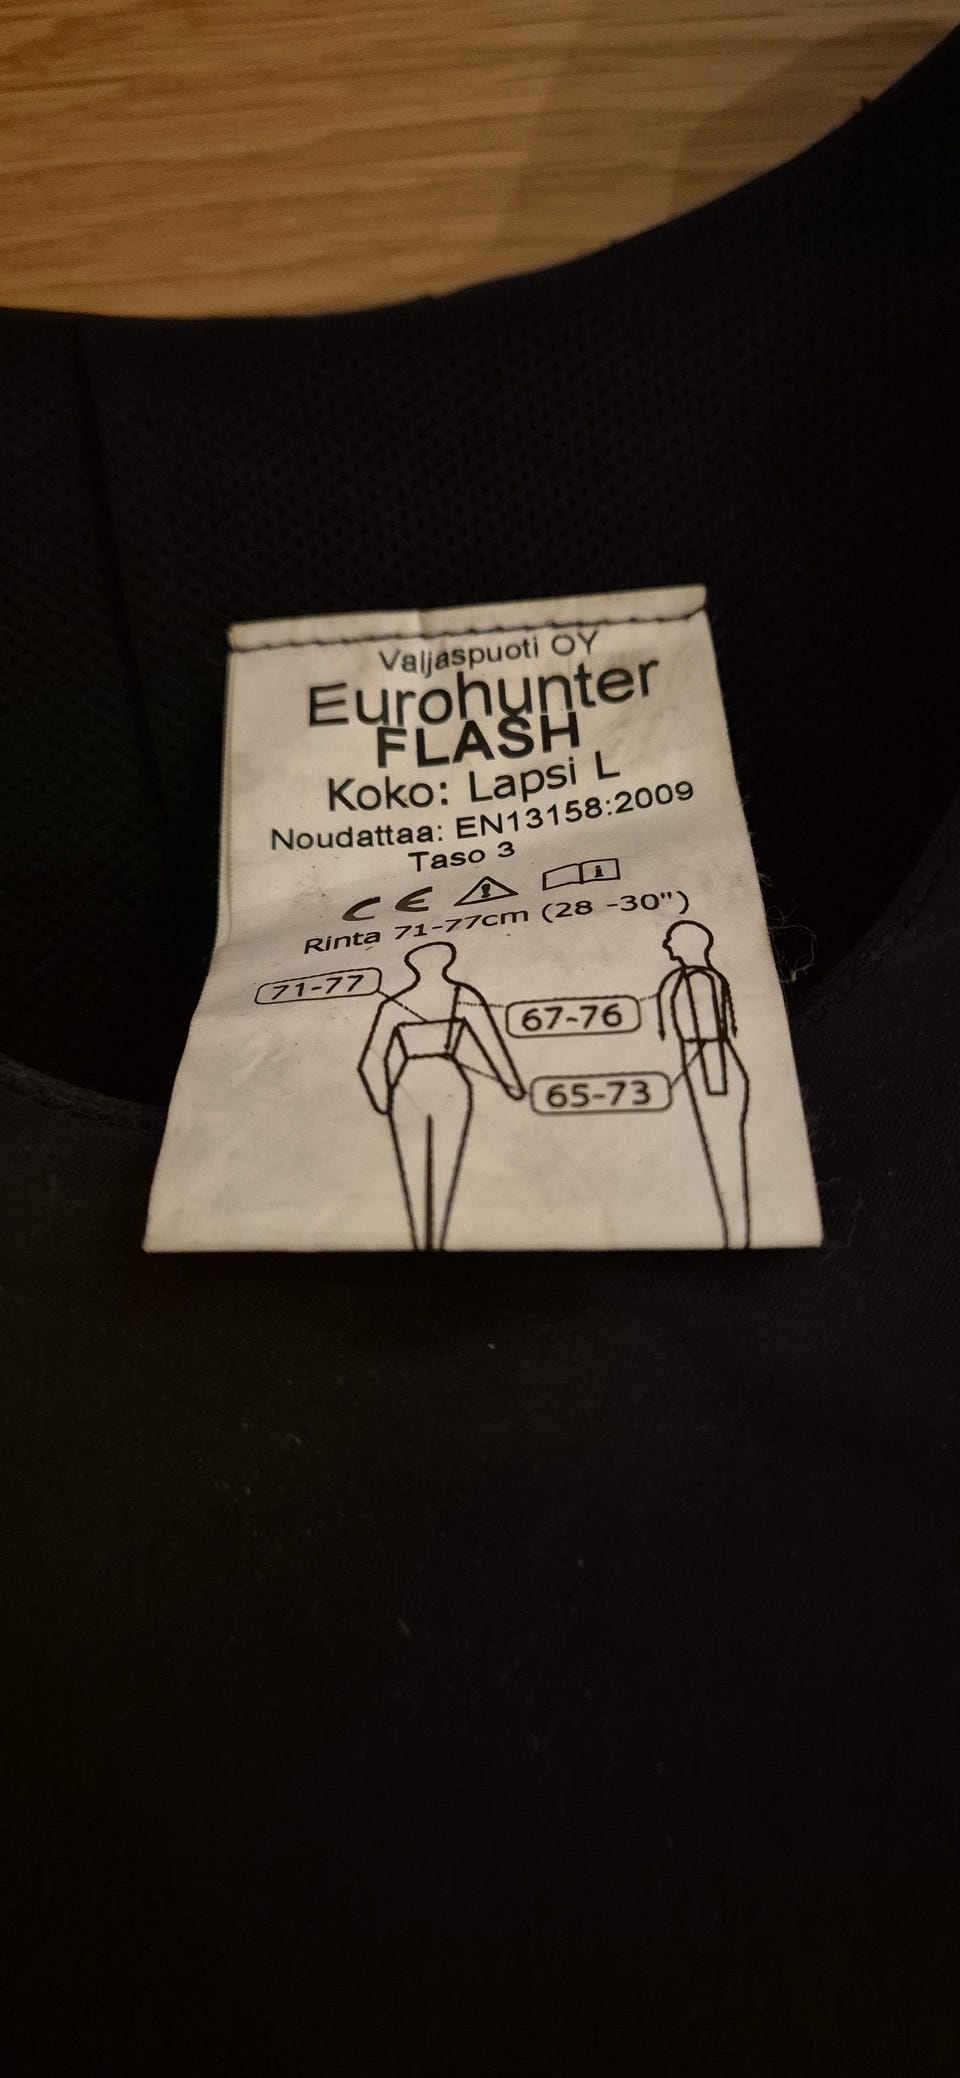 Valjaspuoti OY
Eurohunter
FLASH
Koko: Lapsi L
Noudattaa: EN13158:2009
Taso 3
CE
Rinta 71-77cm (28 -30")
71-77
67-76
65-73